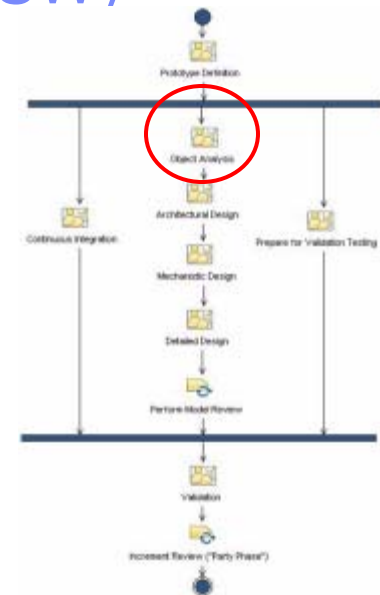 Prototype Definition
Object Analysis
Architectural Design
Continuous Integration
Prepare for Validation Testing
Mechanistic Design
Detailed Design
Perform Model Review
Validation
Increment Review ("Party Phase")